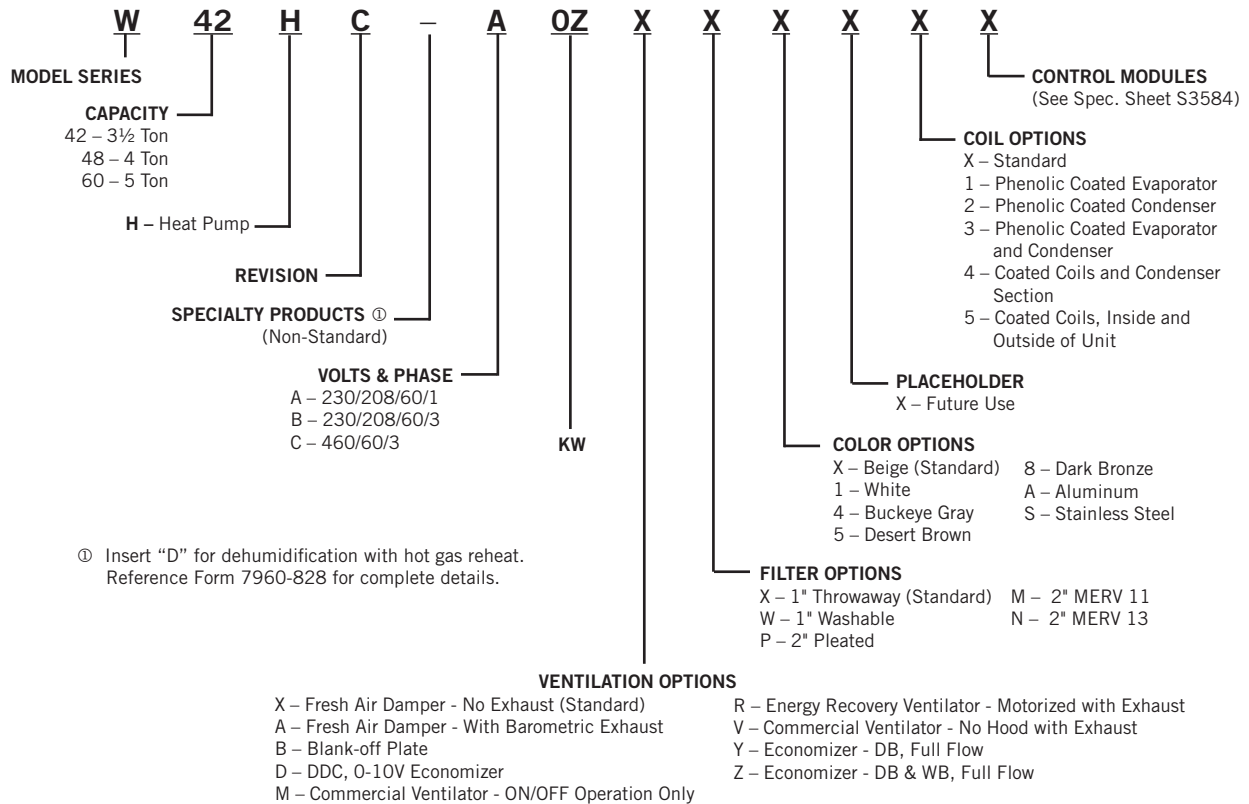 W 42 H C – A 0Z X X X X X X
MODEL SERIES
CAPACITY
42 – 3½ Ton
48 – 4 Ton
60 – 5 Ton
H – Heat Pump
REVISION
SPECIALTY PRODUCTS ①
(Non-Standard)
VOLTS & PHASE
A – 230/208/60/1
B – 230/208/60/3
C – 460/60/3
KW
① Insert “D” for dehumidification with hot gas reheat.
Reference Form 7960-828 for complete details.
CONTROL MODULES
(See Spec. Sheet S3584)
COIL OPTIONS
X – Standard
1 – Phenolic Coated Evaporator
2 – Phenolic Coated Condenser
3 – Phenolic Coated Evaporator
and Condenser
4 – Coated Coils and Condenser
Section
5 – Coated Coils, Inside and
Outside of Unit
PLACEHOLDER
X – Future Use
COLOR OPTIONS
X – Beige (Standard)
1 – White
4 – Buckeye Gray
5 – Desert Brown
8 – Dark Bronze
A – Aluminum
S – Stainless Steel
FILTER OPTIONS
X – 1" Throwaway (Standard)
W – 1" Washable
P – 2" Pleated
M – 2" MERV 11
N – 2" MERV 13
VENTILATION OPTIONS
X – Fresh Air Damper - No Exhaust (Standard)
A – Fresh Air Damper - With Barometric Exhaust
B – Blank-off Plate
D – DDC, 0-10V Economizer
M – Commercial Ventilator - ON/OFF Operation Only
R – Energy Recovery Ventilator - Motorized with Exhaust
V – Commercial Ventilator - No Hood with Exhaust
Y – Economizer - DB, Full Flow
Z – Economizer - DB & WB, Full Flow